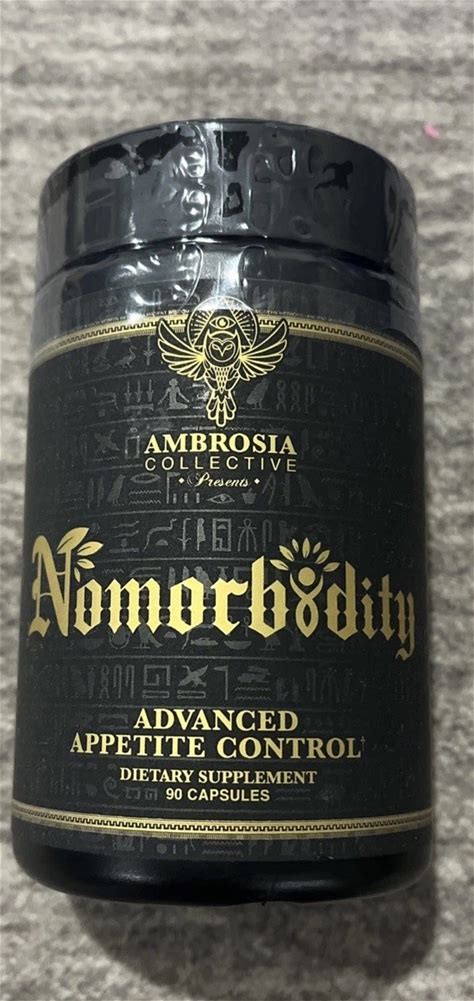 AMBROSIA
COLLECTIVE
• Presents •
Nomorbidity
ADVANCED
APPETITE CONTROL†
DIETARY SUPPLEMENT
90 CAPSULES